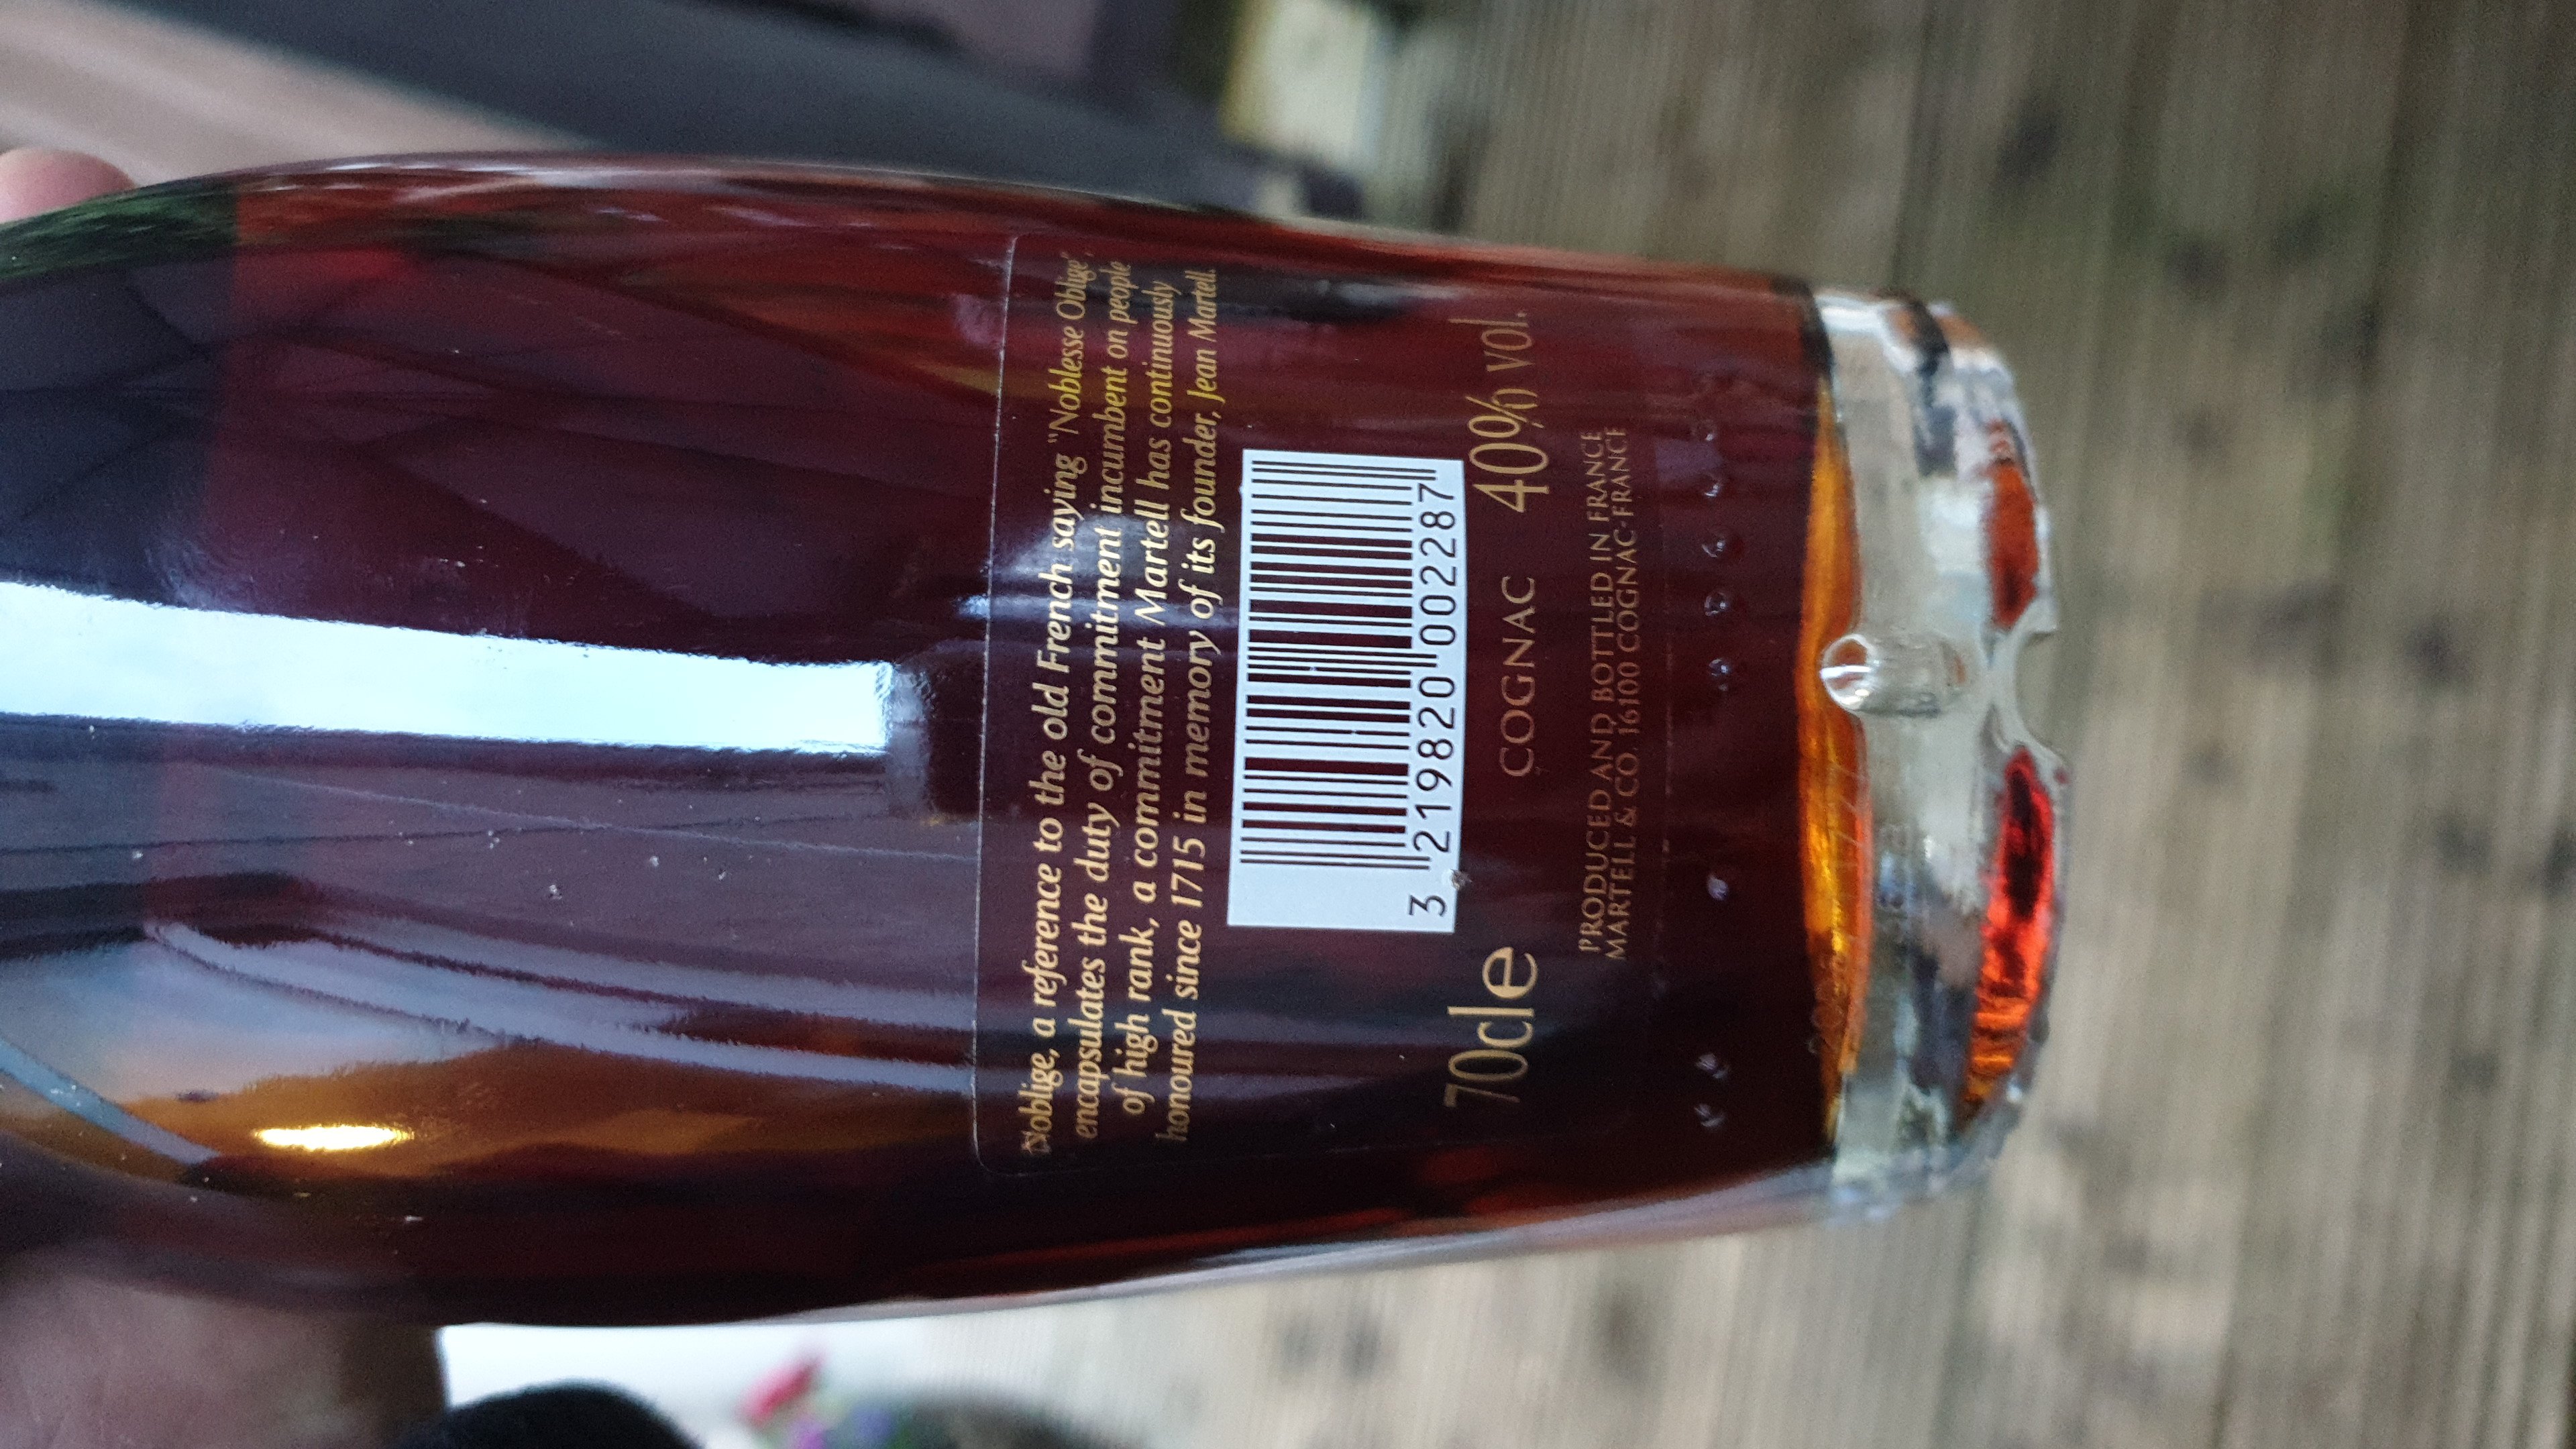 Noblige, a reference to the old French saying "Noblesse Oblige",
encapsulates the duty of commitment incumbent on people
of high rank, a commitment Martell has continuously
honoured since 1715 in memory of its founder, Jean Martell.
3 219820 002287
70cle COGNAC 40% vol.
PRODUCED AND BOTTLED IN FRANCE
MARTELL & CO. 16100 COGNAC-FRANCE